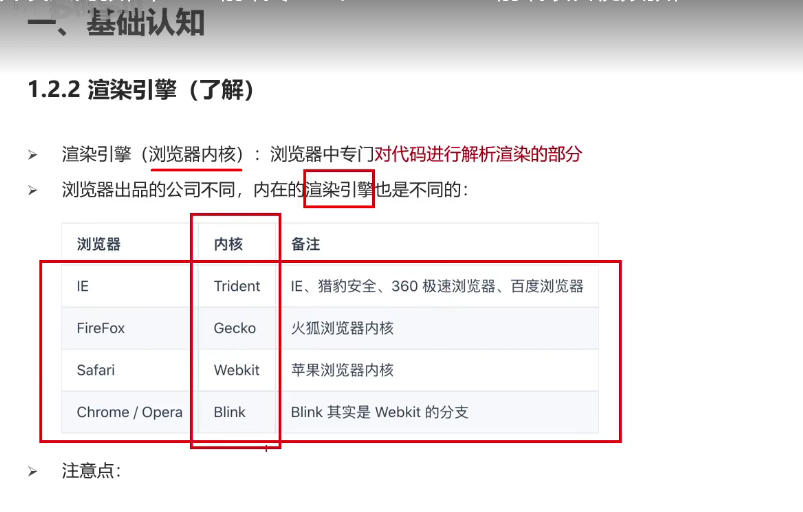 一、基础认知
1.2.2 渲染引擎（了解）
➢ 渲染引擎（浏览器内核）：浏览器中专门对代码进行解析渲染的部分
➢ 浏览器出品的公司不同，内在的渲染引擎也是不同的：
浏览器 内核 备注
IE Trident IE、猎豹安全、360 极速浏览器、百度浏览器
FireFox Gecko 火狐浏览器内核
Safari Webkit 苹果浏览器内核
Chrome / Opera Blink Blink 其实是 Webkit 的分支
➢ 注意点：